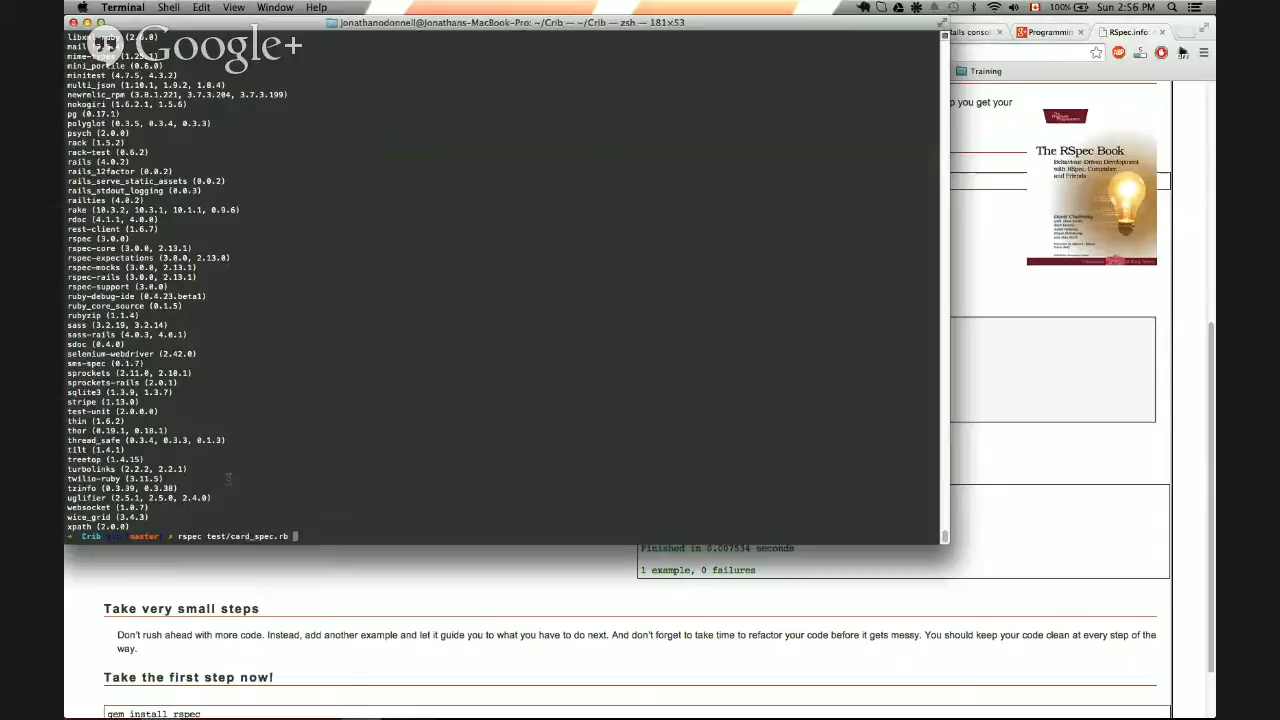 Terminal Shell Edit View Window Help
100% Sun 2:56 PM
jonathanodonnell@jonathans-MacBook-Pro: ~/Crib — ~/Crib — zsh — 181×53
Google+
Programmin
RSpec.info:
Training
mini_portile (0.6.0)
minitest (4.7.5, 4.3.2)
multi_json (1.10.1, 1.9.2, 1.8.4)
newrelic_rpm (3.8.1.221, 3.7.3.204, 3.7.3.199)
nokogiri (1.6.2.1, 1.5.6)
pg (0.17.1)
polyglot (0.3.5, 0.3.4, 0.3.3)
psych (2.0.0)
rack (1.5.2)
rack-test (0.6.2)
rails (4.0.2)
rails_12factor (0.0.2)
rails_serve_static_assets (0.0.2)
rails_stdout_logging (0.0.3)
railties (4.0.2)
rake (10.3.2, 10.3.1, 10.1.1, 0.9.6)
rdoc (4.1.1, 4.0.0)
rest-client (1.6.7)
rspec (3.0.0)
rspec-core (3.0.0, 2.13.1)
rspec-expectations (3.0.0, 2.13.0)
rspec-mocks (3.0.0, 2.13.1)
rspec-rails (3.0.0, 2.13.1)
rspec-support (3.0.0)
ruby-debug-ide (0.4.23.beta1)
ruby_core_source (0.1.5)
rubyzip (1.1.4)
sass (3.2.19, 3.2.14)
sass-rails (4.0.3, 4.0.1)
sdoc (0.4.0)
selenium-webdriver (2.42.0)
sms-spec (0.1.7)
sprockets (2.11.0, 2.10.1)
sprockets-rails (2.0.1)
sqlite3 (1.3.9, 1.3.7)
stripe (1.13.0)
test-unit (2.0.0.0)
thin (1.6.2)
thor (0.19.1, 0.18.1)
thread_safe (0.3.4, 0.3.3, 0.1.3)
tilt (1.4.1)
treetop (1.4.15)
turbolinks (2.2.2, 2.2.1)
twilio-ruby (3.11.5)
tzinfo (0.3.39, 0.3.38)
uglifier (2.5.1, 2.5.0, 2.4.0)
websocket (1.0.7)
wice_grid (3.4.3)
xpath (2.0.0)
→ Crib git:(master) ✗ rspec test/card_spec.rb
p you get your
The RSpec Book
Behaviour-Driven Development
with RSpec, Cucumber,
and Friends
Finished in 0.007534 seconds
1 example, 0 failures
Take very small steps
Don't rush ahead with more code. Instead, add another example and let it guide you to what you have to do next. And don't forget to take time to refactor your code before it gets messy. You should keep your code clean at every step of the
way.
Take the first step now!
gem install rspec